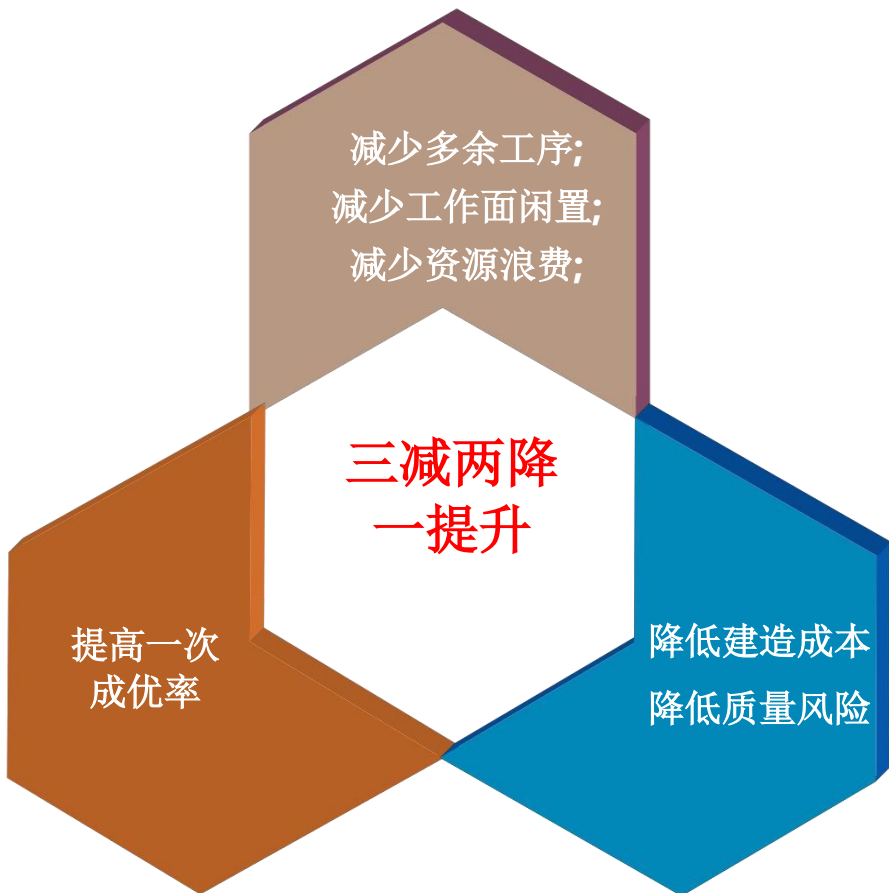 减少多余工序;
减少工作面闲置;
减少资源浪费;
三减两降
一提升
提高一次
成优率
降低建造成本
降低质量风险